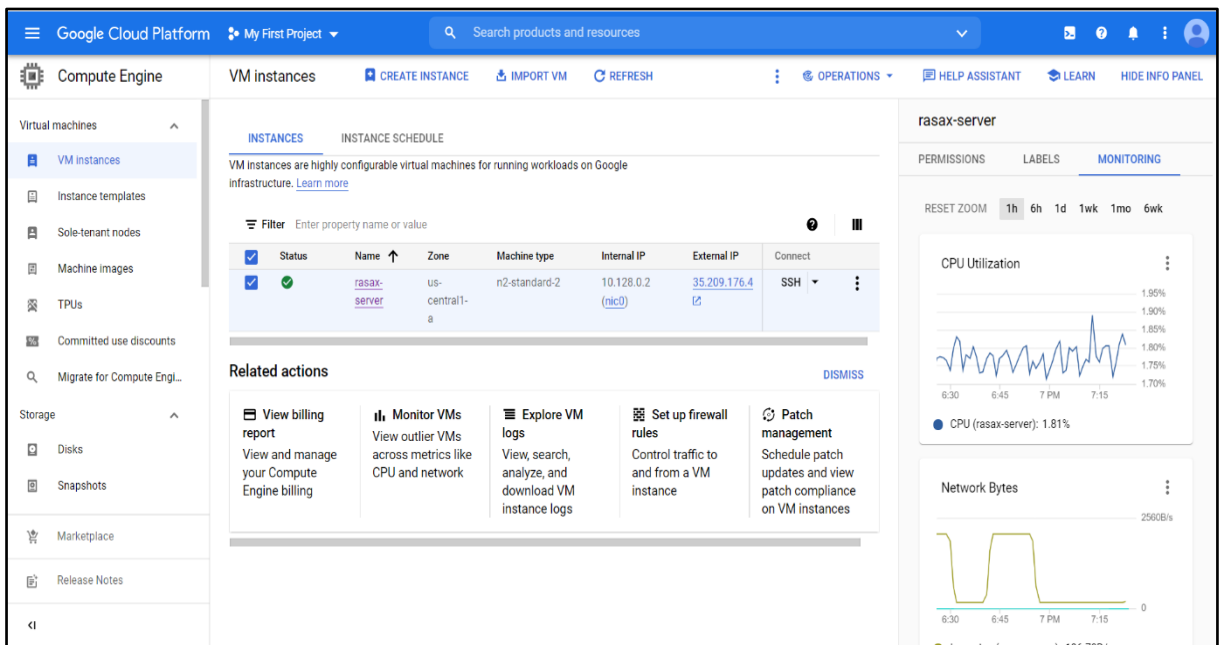 Google Cloud Platform My First Project Search products and resources
Compute Engine
VM instances CREATE INSTANCE IMPORT VM REFRESH OPERATIONS HELP ASSISTANT LEARN HIDE INFO PANEL
Virtual machines
VM instances
Instance templates
Sole-tenant nodes
Machine images
TPUs
Committed use discounts
Migrate for Compute Engi...
Storage
Disks
Snapshots
Marketplace
Release Notes
INSTANCES INSTANCE SCHEDULE
VM instances are highly configurable virtual machines for running workloads on Google
infrastructure. Learn more
Filter Enter property name or value
Status Name Zone Machine type Internal IP External IP Connect
rasax- us- n2-standard-2 10.128.0.2 35.209.176.4 SSH
server central1- (nic0)
a
Related actions DISMISS
View billing
report
View and manage
your Compute
Engine billing
Monitor VMs
View outlier VMs
across metrics like
CPU and network
Explore VM
logs
View, search,
analyze, and
download VM
instance logs
Set up firewall
rules
Control traffic to
and from a VM
instance
Patch
management
Schedule patch
updates and view
patch compliance
on VM instances
rasax-server
PERMISSIONS LABELS MONITORING
RESET ZOOM 1h 6h 1d 1wk 1mo 6wk
CPU Utilization
1.95%
1.90%
1.85%
1.80%
1.75%
1.70%
6:30 6:45 7 PM 7:15
CPU (rasax-server): 1.81%
Network Bytes
2560B/s
0
6:30 6:45 7 PM 7:15